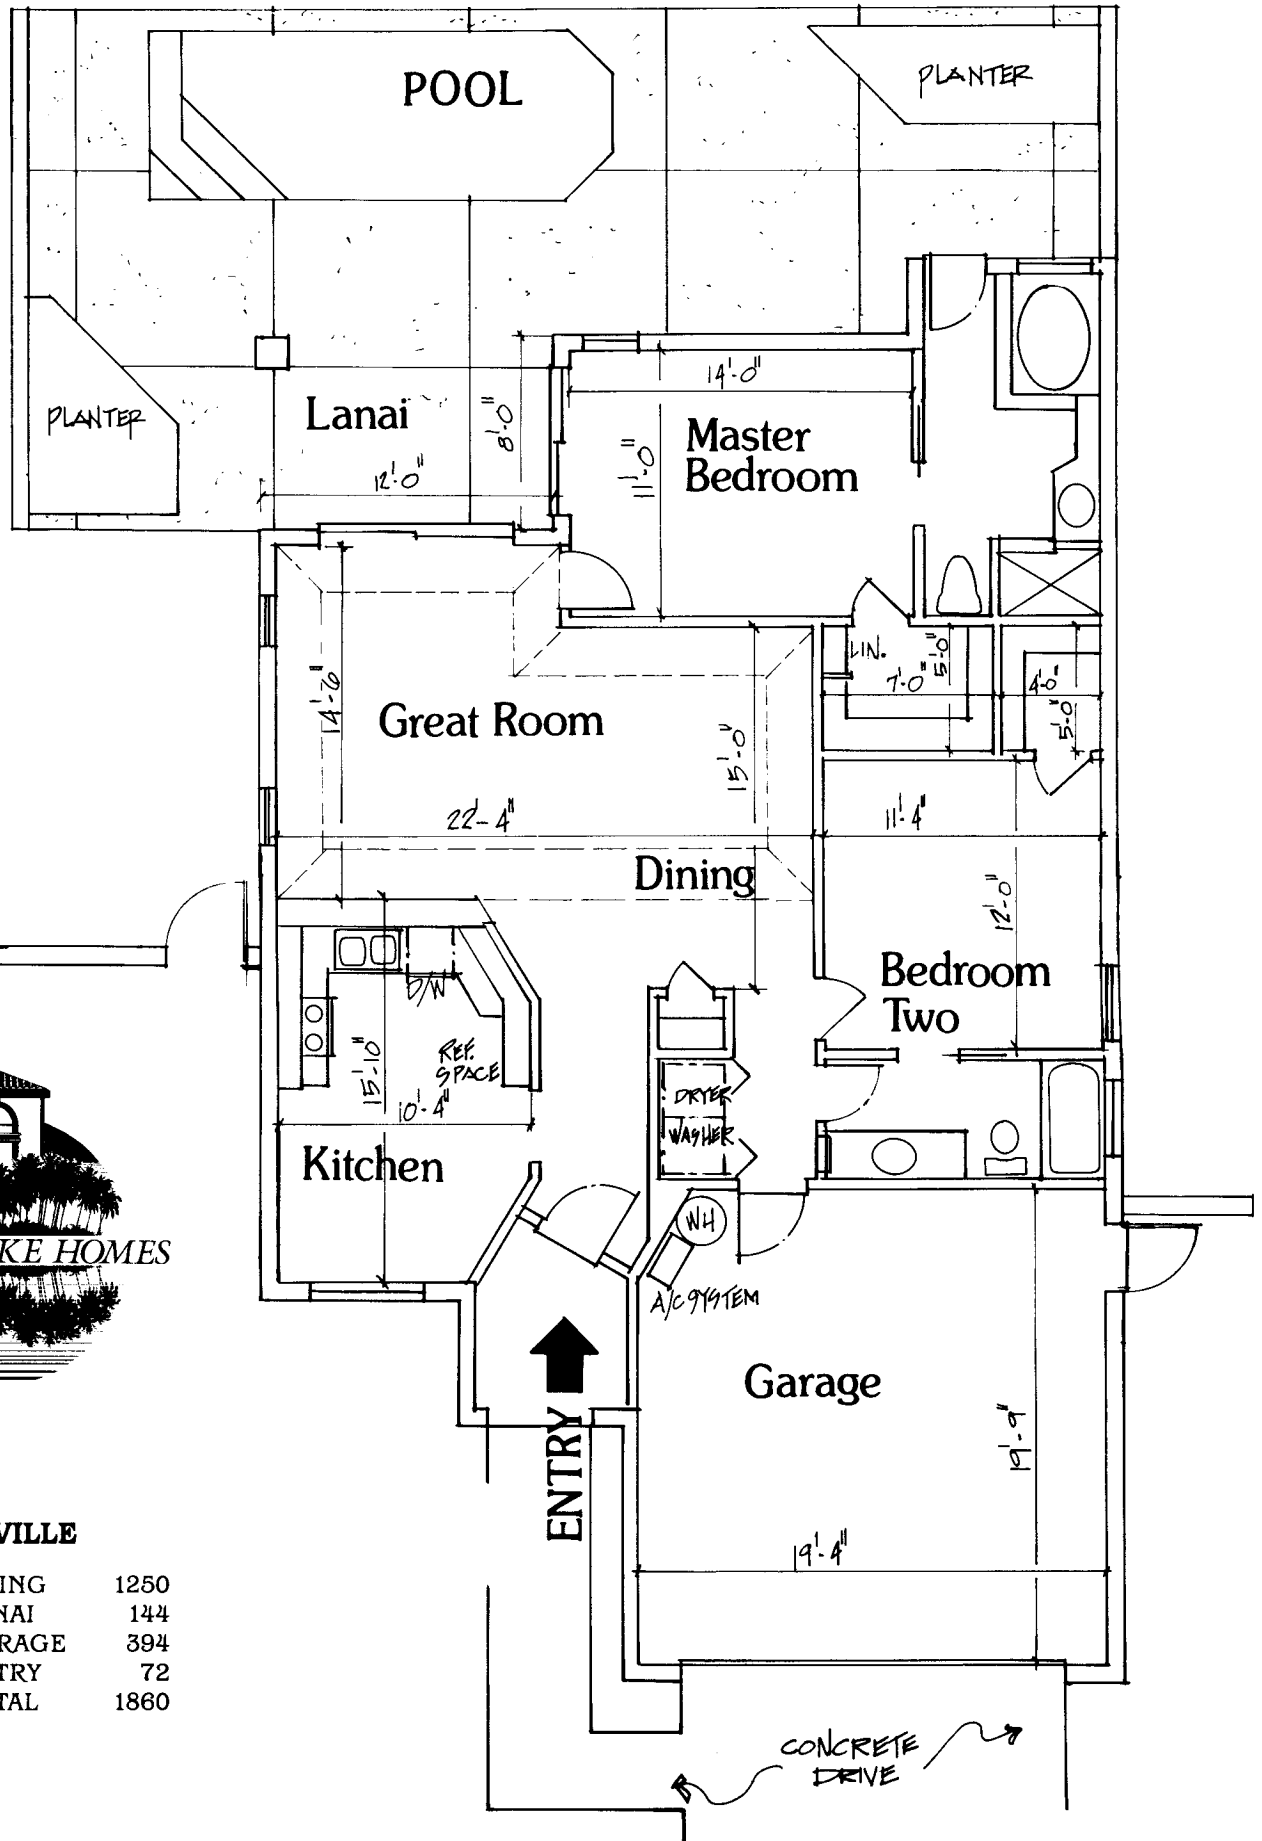 POOL
PLANTER
14'-0"
Lanai
8'-0"
Master
Bedroom
11'-0"
PLANTER
12'-0"
LIN.
5'-0"
7'-0"
4'-0"
5'-0"
14'-6"
Great Room
15'-0"
22'-4"
11'-4"
Dining
12'-0"
Bedroom
Two
D/W
REF.
SPACE
15'-10"
10'-4"
DRYER
WASHER
Kitchen
WH
A/C SYSTEM
KE HOMES
Garage
ENTRY
19'-9"
19'-4"
VILLE
ING 1250
NAI 144
RAGE 394
TRY 72
TAL 1860
CONCRETE
DRIVE